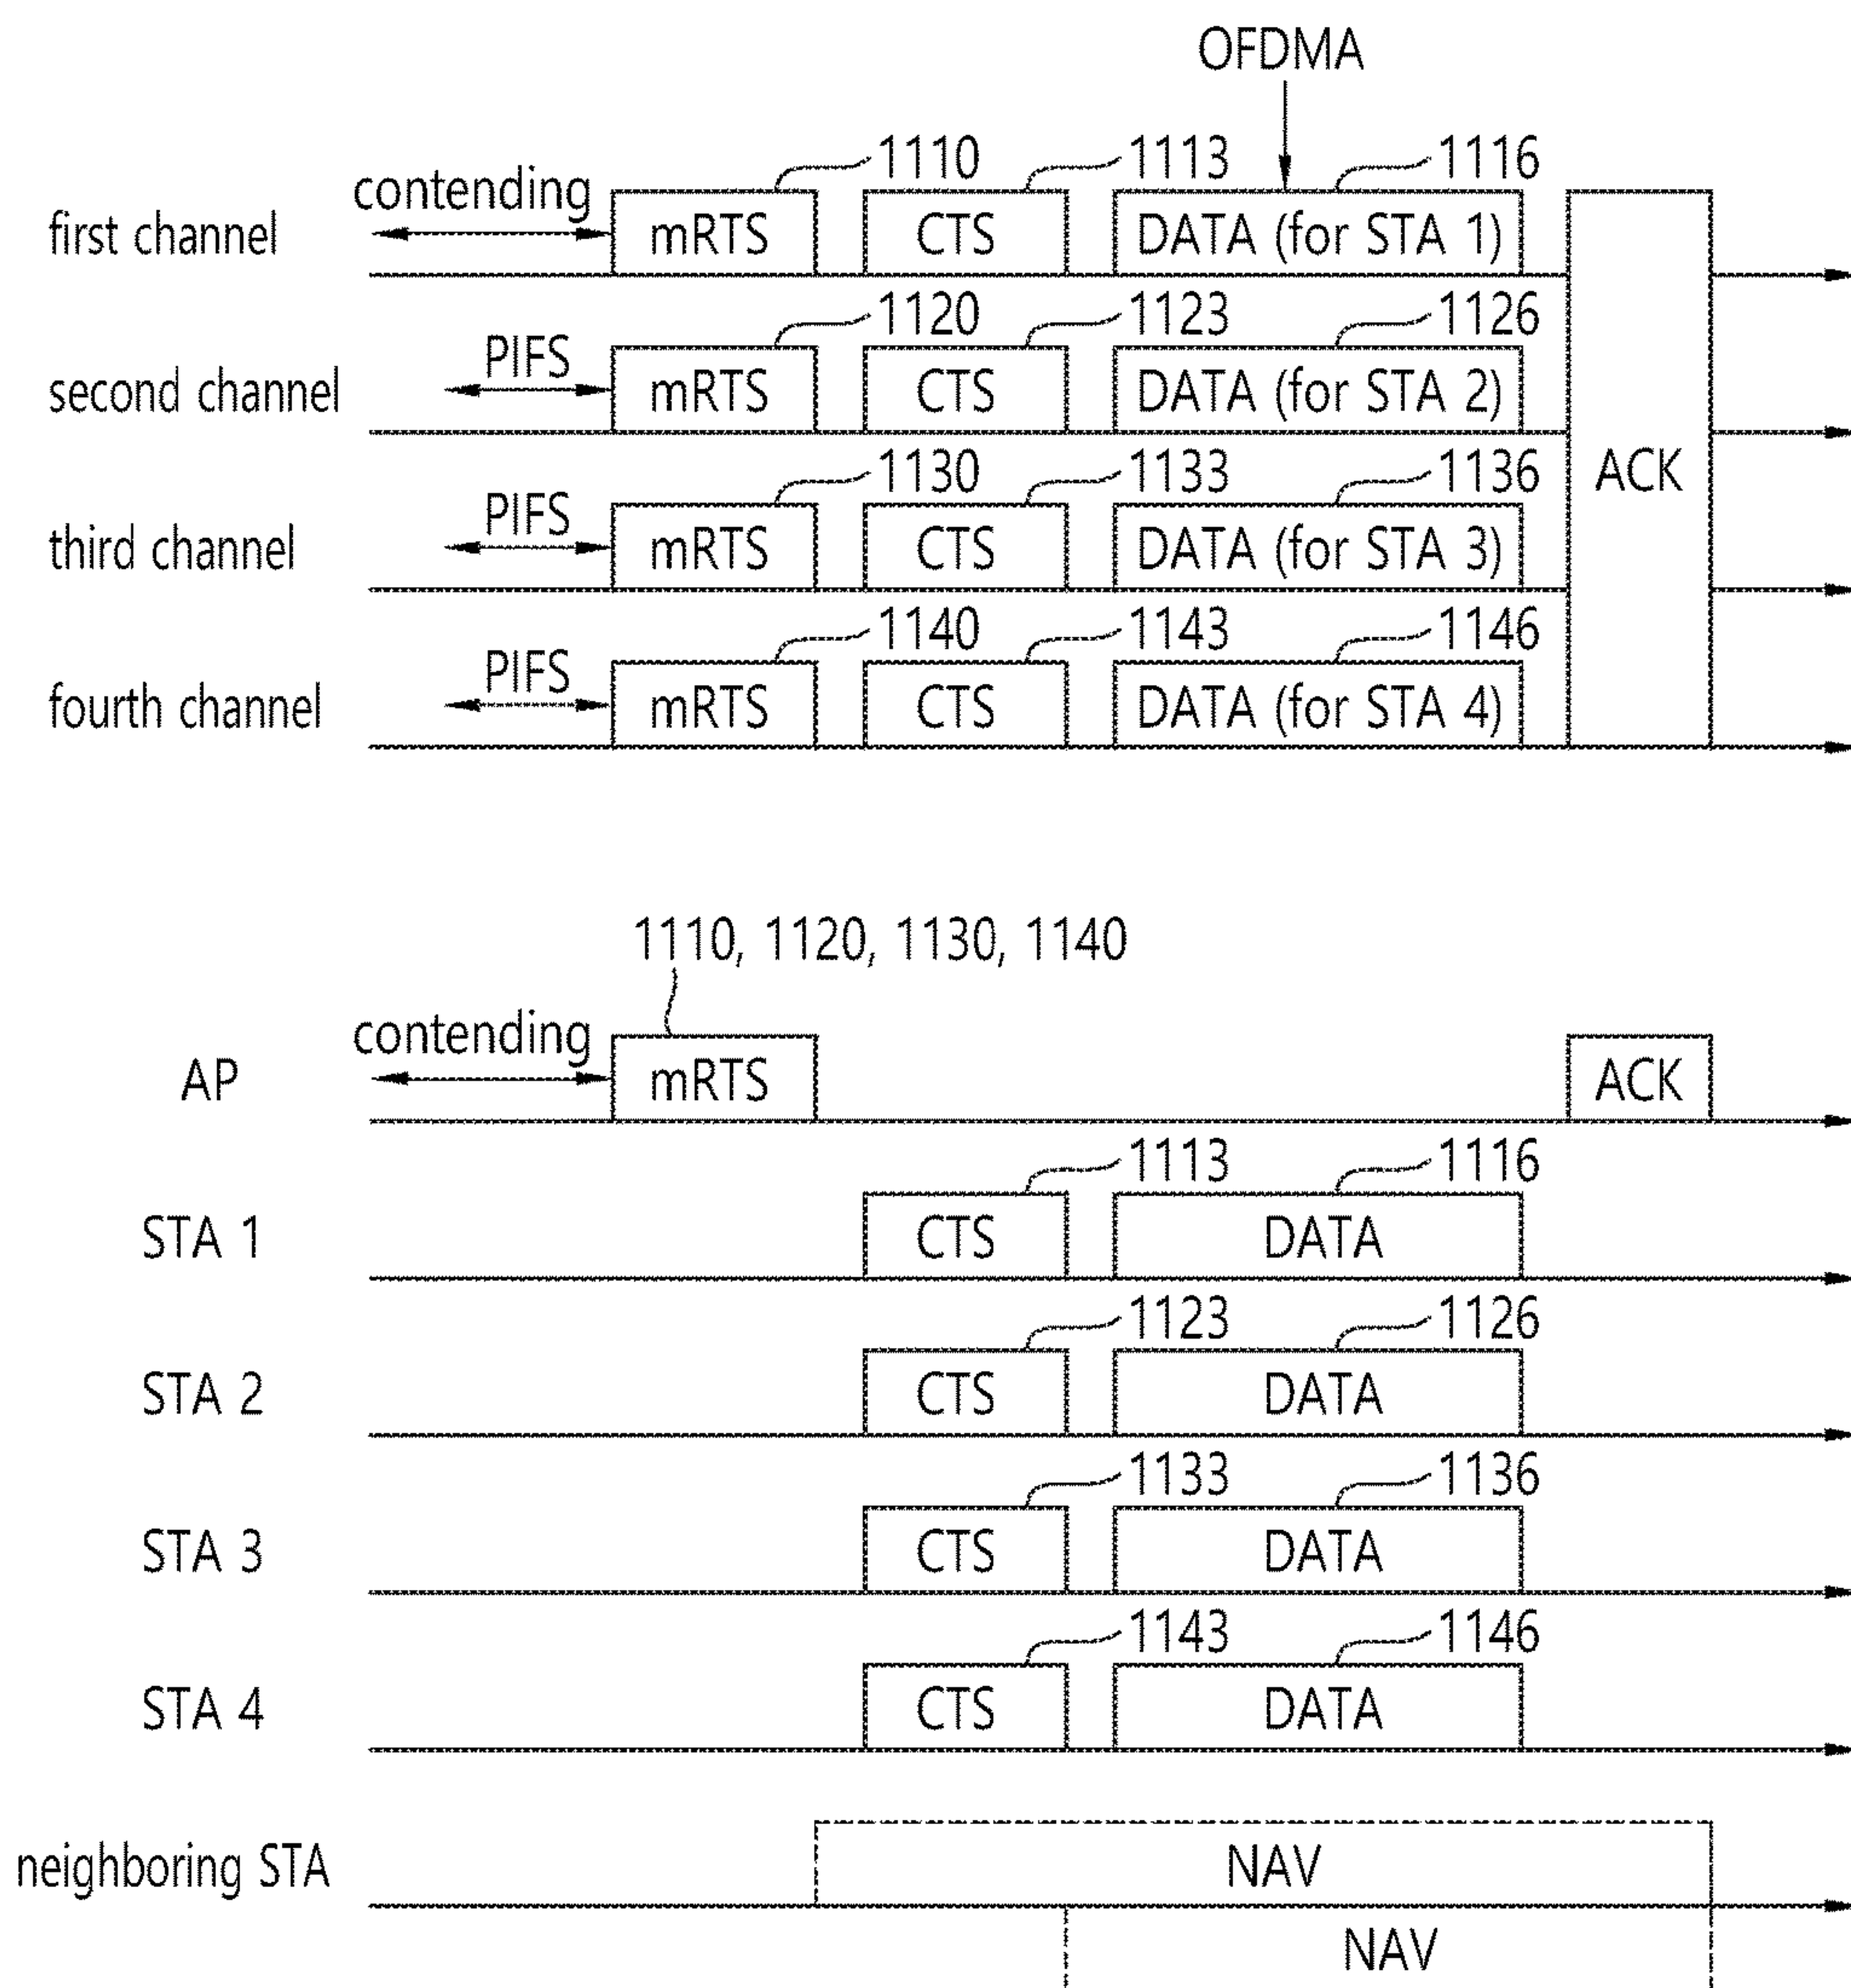 OFDMA
1110 1113 1116
contending
first channel mRTS CTS DATA (for STA 1)
1120 1123 1126
PIFS
second channel mRTS CTS DATA (for STA 2)
ACK
1130 1133 1136
PIFS
third channel mRTS CTS DATA (for STA 3)
1140 1143 1146
PIFS
fourth channel mRTS CTS DATA (for STA 4)
1110, 1120, 1130, 1140
contending
AP mRTS ACK
1113 1116
STA 1 CTS DATA
1123 1126
STA 2 CTS DATA
1133 1136
STA 3 CTS DATA
1143 1146
STA 4 CTS DATA
neighboring STA NAV
NAV